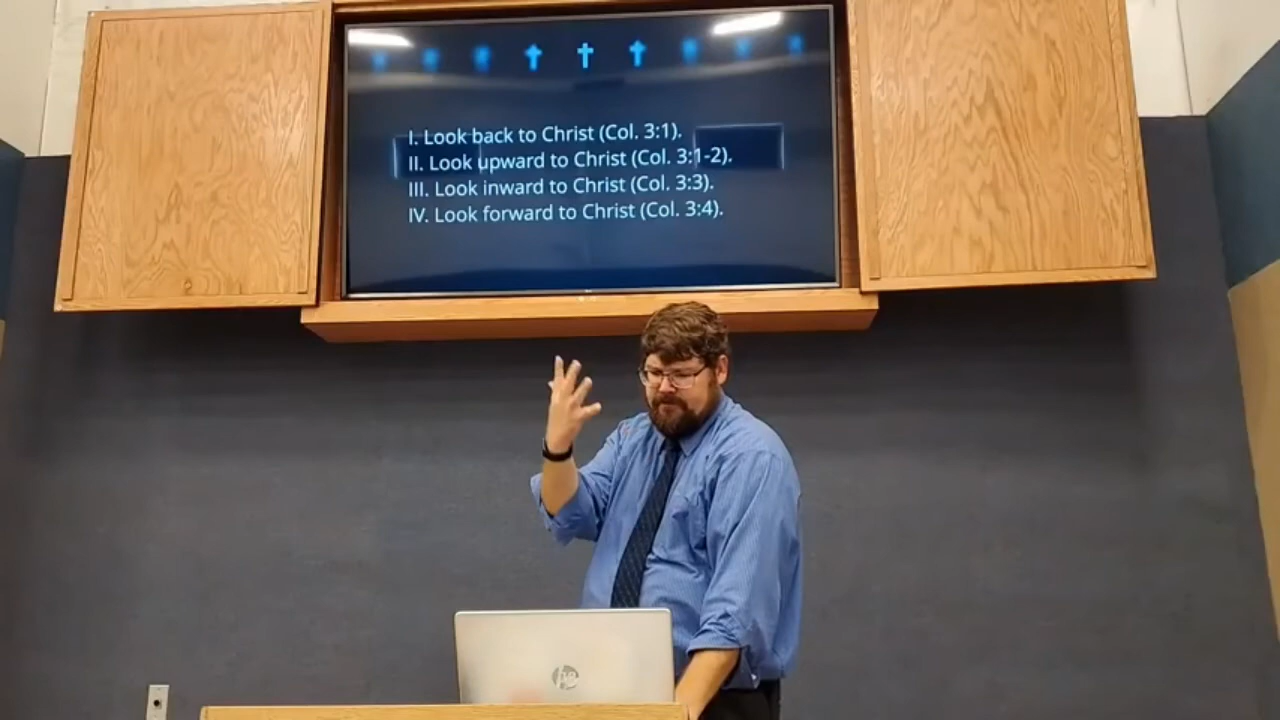 I. Look back to Christ (Col. 3:1).
II. Look upward to Christ (Col. 3:1-2).
III. Look inward to Christ (Col. 3:3).
IV. Look forward to Christ (Col. 3:4).
hp